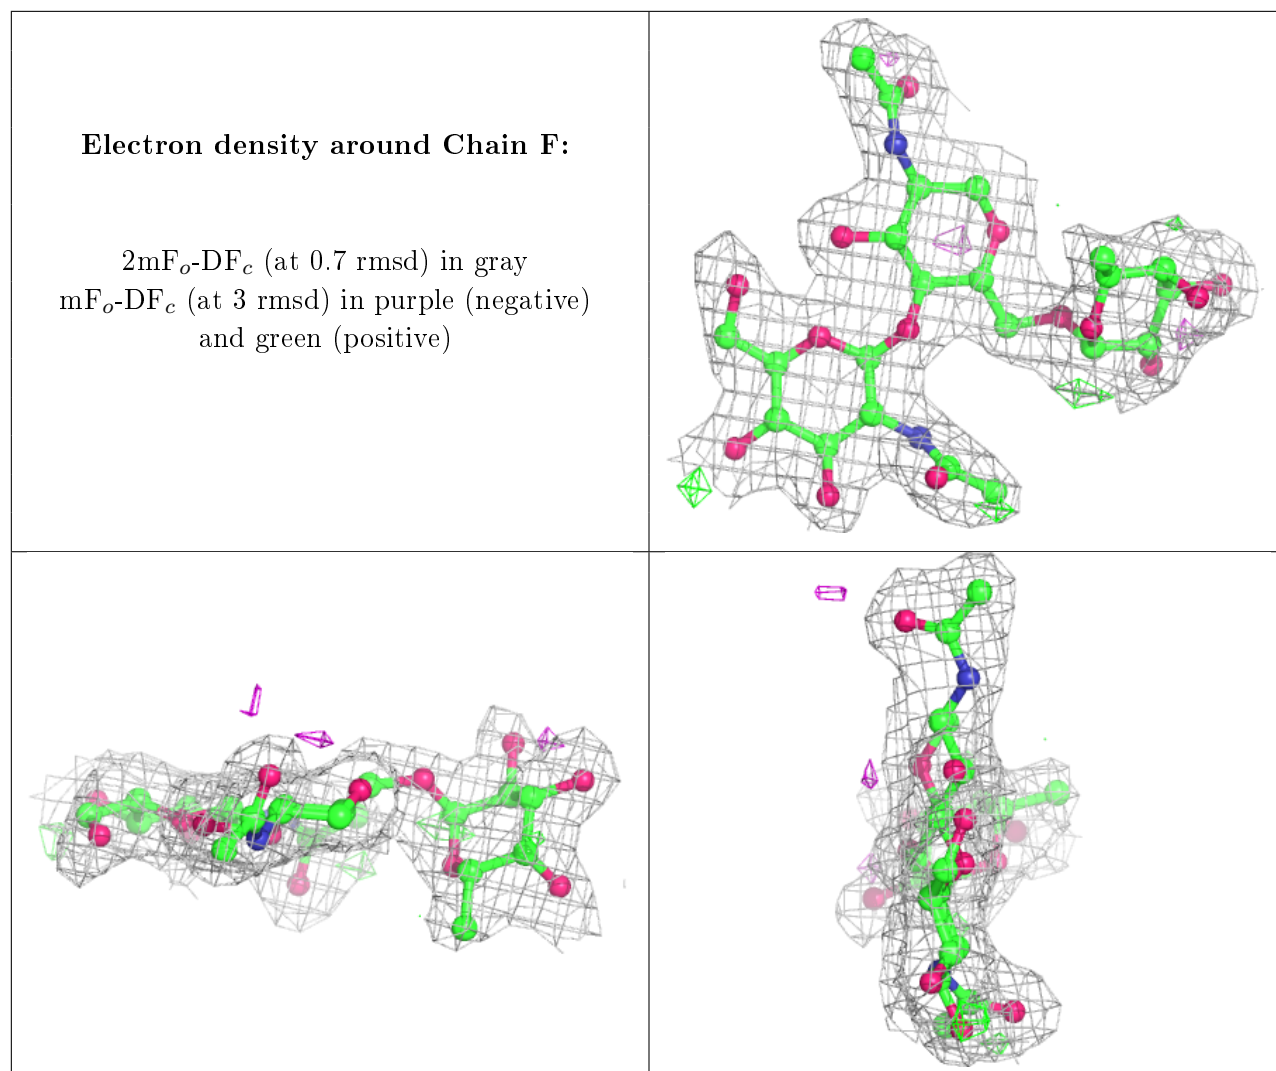 Electron density around Chain F:
2mFₒ-DF𝒸 (at 0.7 rmsd) in gray
mFₒ-DF𝒸 (at 3 rmsd) in purple (negative)
and green (positive)